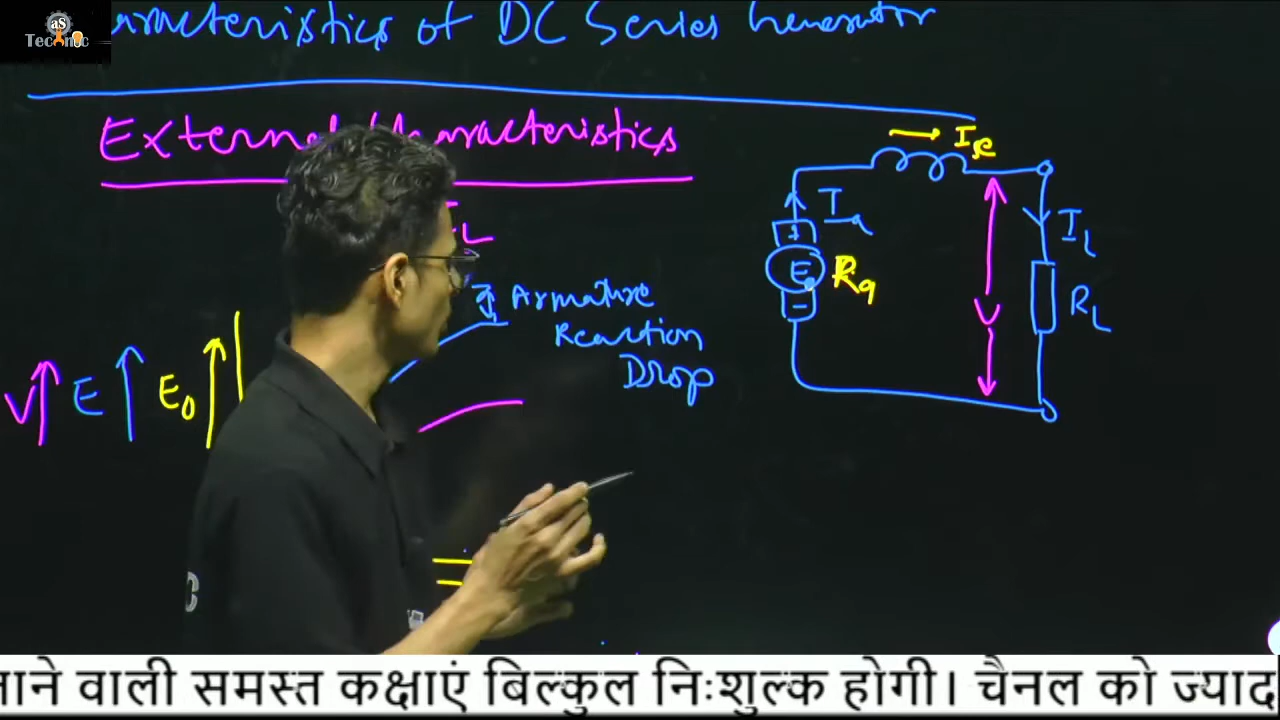 aS
Teconic
aracteristics of DC Series Generator
External Characteristics
L
Armature
Reaction
Drop
V E E0
Ia
Ise
E
Ra
V
IL
RL
जाने वाली समस्त कक्षाएं बिल्कुल निःशुल्क होगी। चैनल को ज्याद